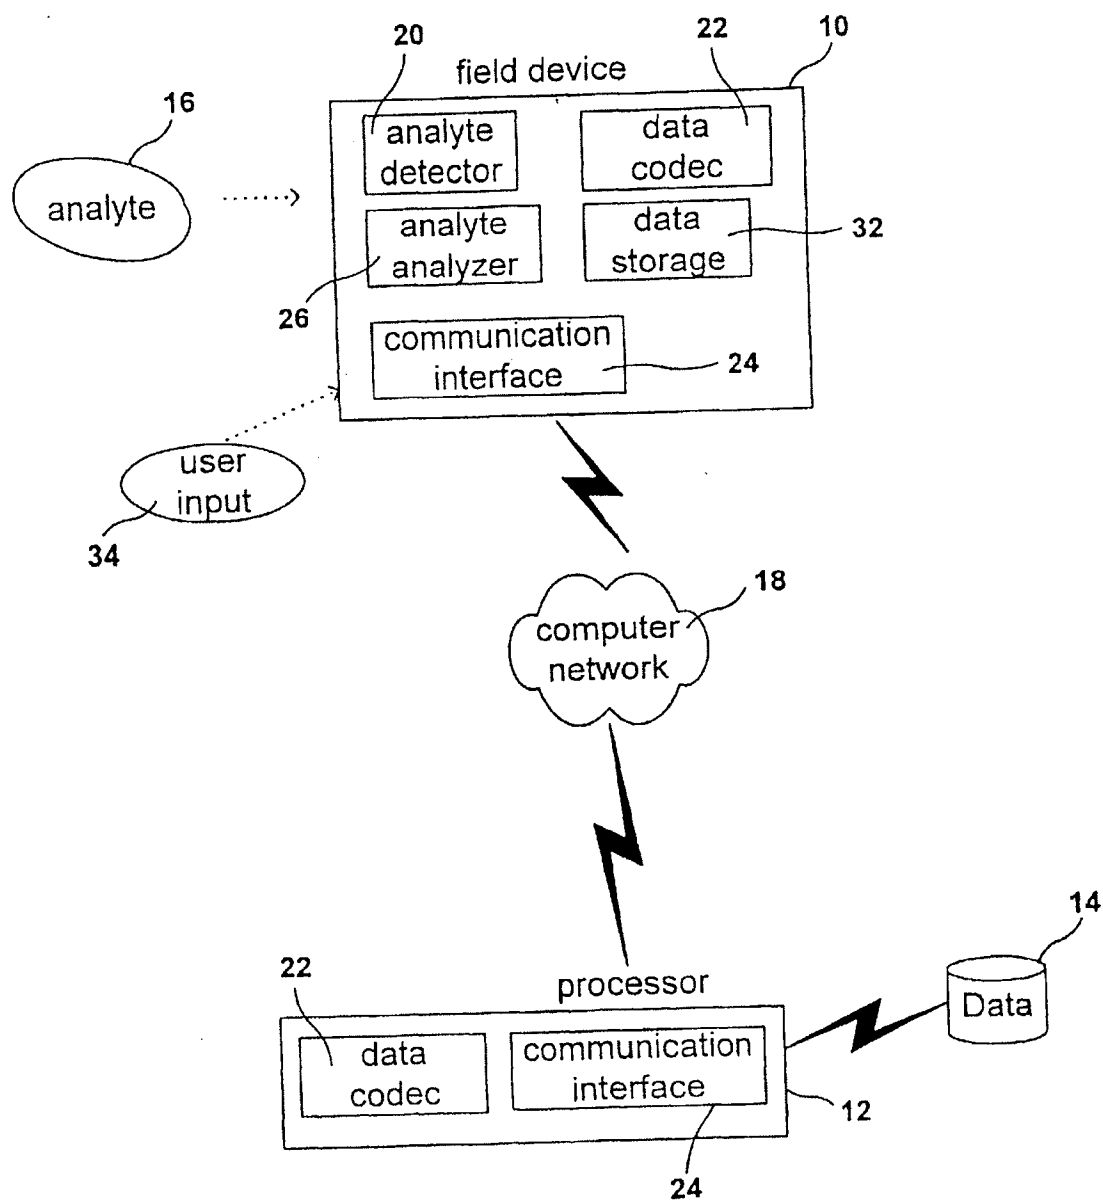 20
22
10
field device
16
analyte
detector
data
codec
analyte
analyte
analyzer
data
storage
32
26
communication
interface
24
user
input
34
18
computer
network
14
22
processor
Data
data
codec
communication
interface
12
24